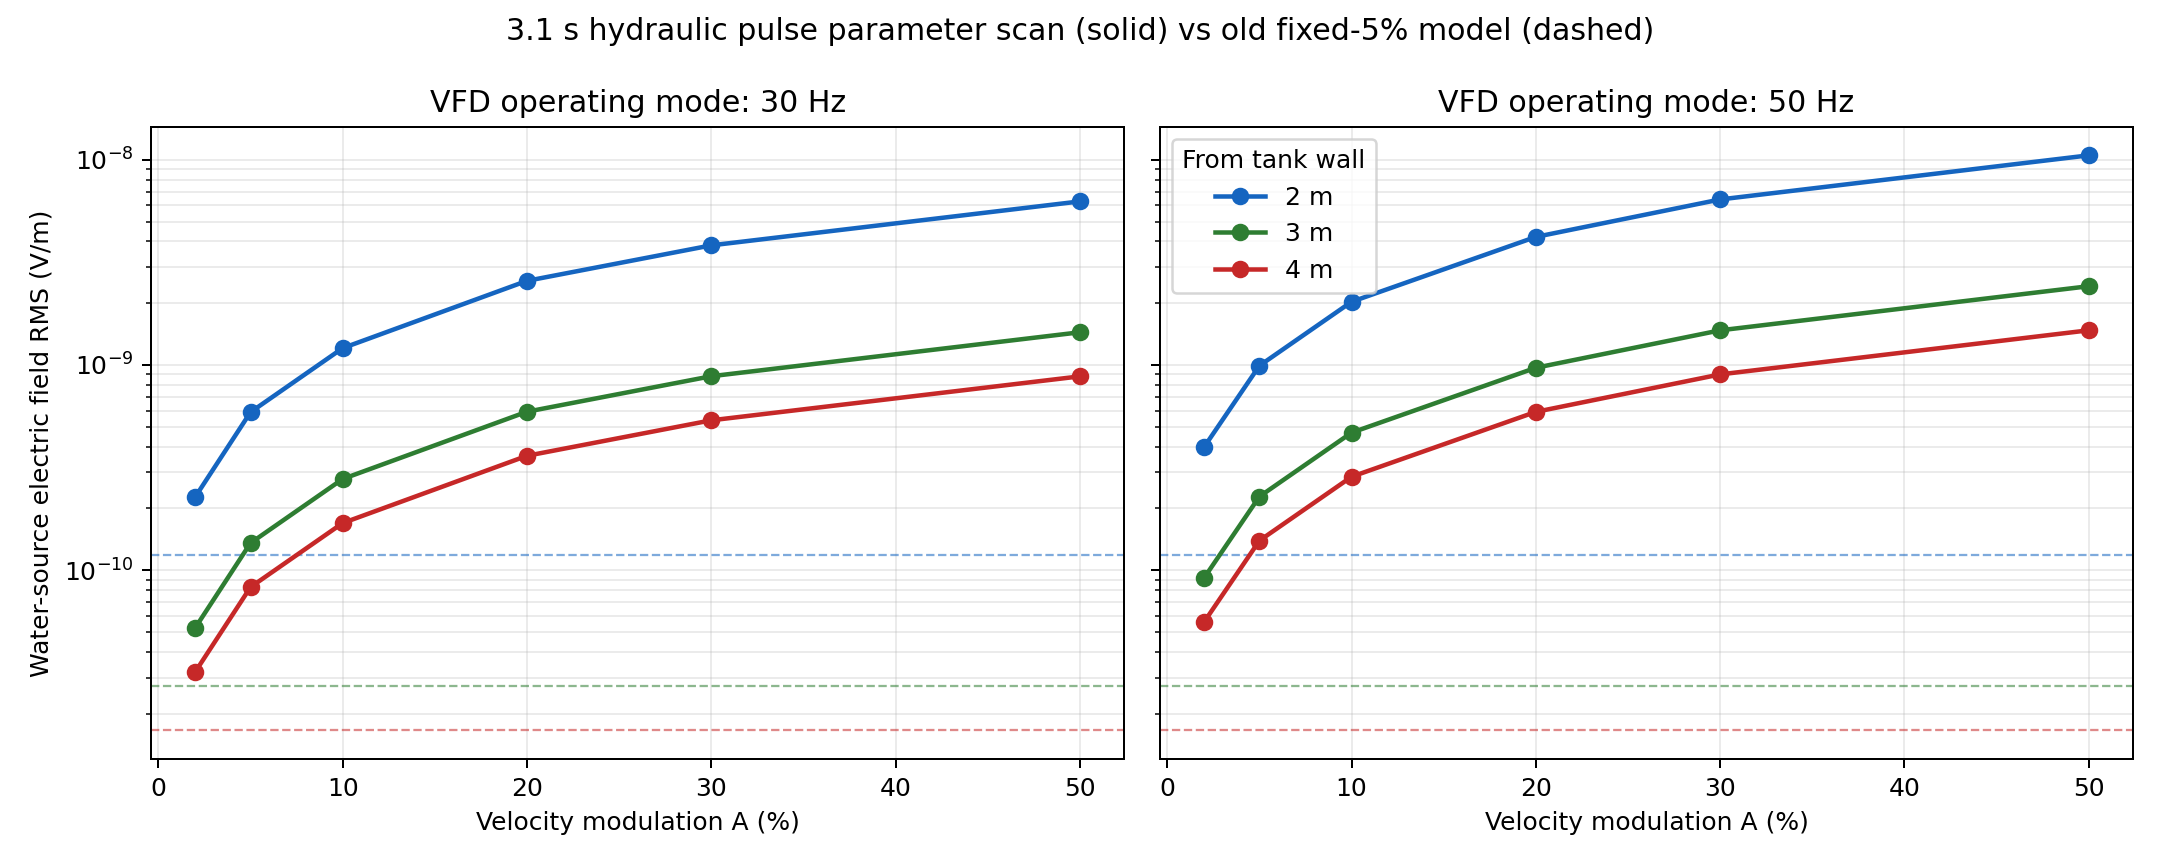 3.1 s hydraulic pulse parameter scan (solid) vs old fixed-5% model (dashed)
VFD operating mode: 30 Hz
VFD operating mode: 50 Hz
Water-source electric field RMS (V/m)
10⁻⁸
10⁻⁹
10⁻¹⁰
From tank wall
2 m
3 m
4 m
0 10 20 30 40 50
0 10 20 30 40 50
Velocity modulation A (%)
Velocity modulation A (%)